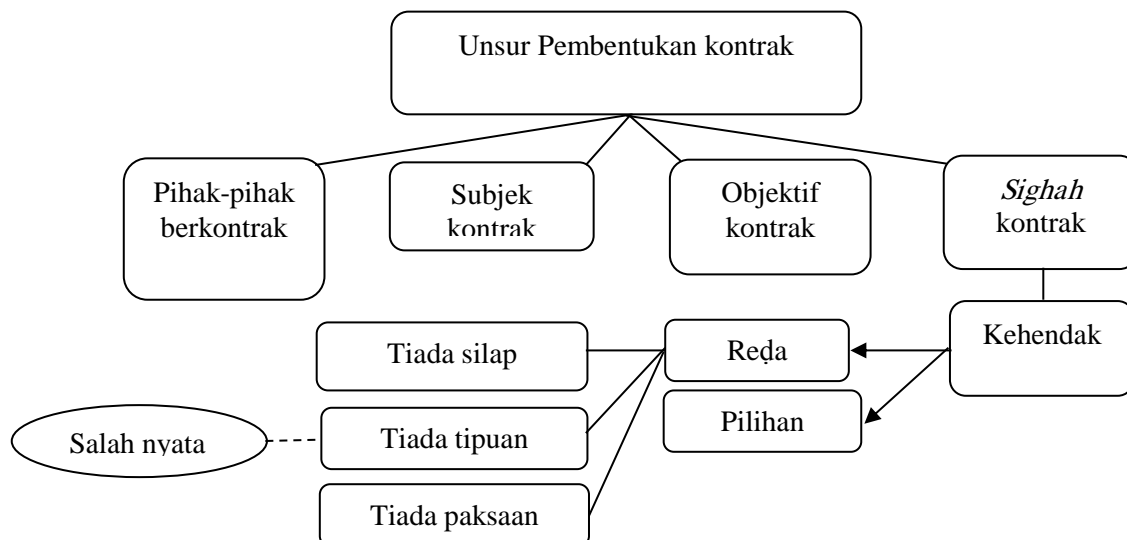 Unsur Pembentukan kontrak
Pihak-pihak
berkontrak
Subjek
kontrak
Objektif
kontrak
Sighah
kontrak
Kehendak
Reḍa
Pilihan
Tiada silap
Tiada tipuan
Tiada paksaan
Salah nyata